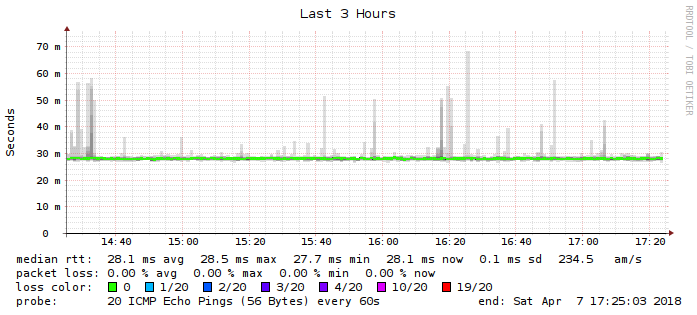 Last 3 Hours
RRDTOOL / TOBI OETIKER
Seconds
70 m
60 m
50 m
40 m
30 m
20 m
10 m
0
14:40 15:00 15:20 15:40 16:00 16:20 16:40 17:00 17:20
median rtt: 28.1 ms avg 28.5 ms max 27.7 ms min 28.1 ms now 0.1 ms sd 234.5 am/s
packet loss: 0.00 % avg 0.00 % max 0.00 % min 0.00 % now
loss color: 0 1/20 2/20 3/20 4/20 10/20 19/20
probe: 20 ICMP Echo Pings (56 Bytes) every 60s end: Sat Apr 7 17:25:03 2018